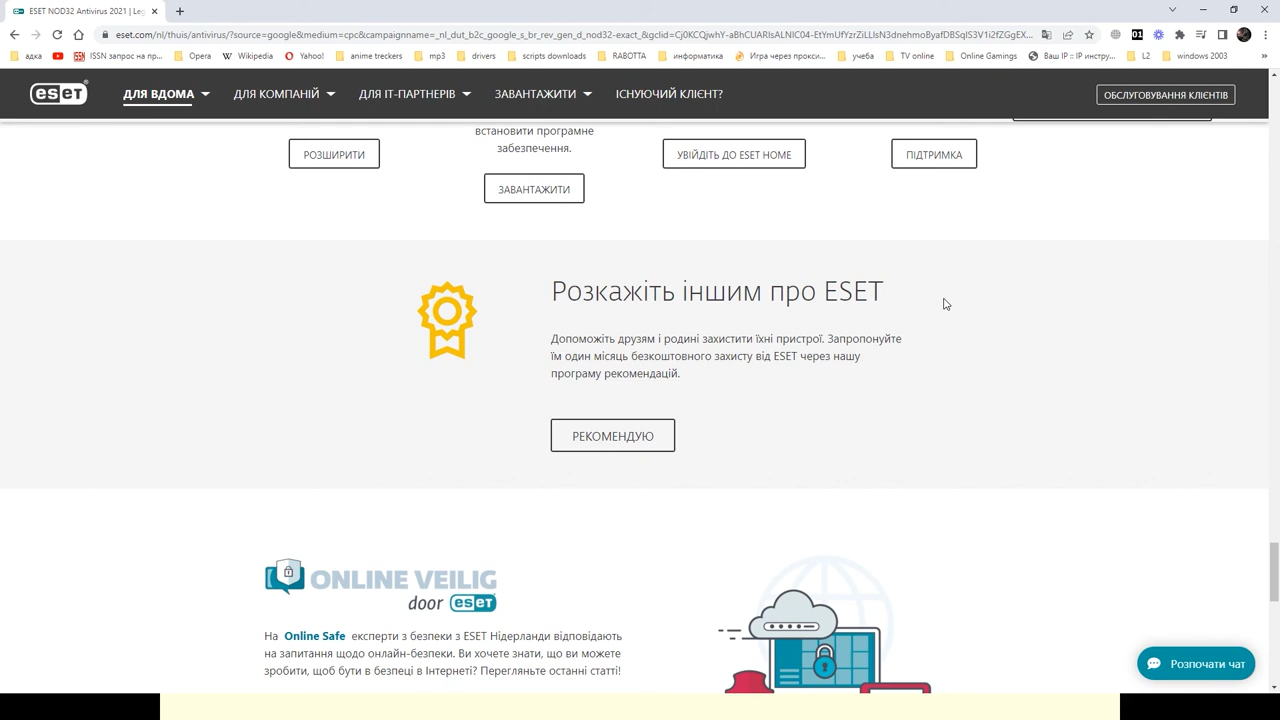 ESET NOD32 Antivirus 2021 | Leg
eset.com/nl/thuis/antivirus/?source=google&medium=cpc&campaignname=_nl_dut_b2c_google_s_br_rev_gen_d_nod32-exact_&gclid=
адка
ISSN запрос на пр...
Opera
Wikipedia
Yahoo!
anime treckers
mp3
drivers
scripts downloads
RABOTTA
информатика
Игра через прокси...
учеба
TV online
Online Gamings
Ваш IP :: IP инстру...
L2
windows 2003
»
eset®
ДЛЯ ВДОМА
ДЛЯ КОМПАНІЙ
ДЛЯ ІТ-ПАРТНЕРІВ
ЗАВАНТАЖИТИ
ІСНУЮЧИЙ КЛІЄНТ?
ОБСЛУГОВУВАННЯ КЛІЄНТІВ
встановити програмне
забезпечення.
РОЗШИРИТИ
УВІЙДІТЬ ДО ESET HOME
ПІДТРИМКА
ЗАВАНТАЖИТИ
Розкажіть іншим про ESET
Допоможіть друзям і родині захистити їхні пристрої. Запропонуйте
їм один місяць безкоштовного захисту від ESET через нашу
програму рекомендацій.
РЕКОМЕНДУЮ
ONLINE VEILIG
door eset
На Online Safe експерти з безпеки з ESET Нідерланди відповідають
на запитання щодо онлайн-безпеки. Ви хочете знати, що ви можете
зробити, щоб бути в безпеці в Інтернеті? Перегляньте останні статті!
Розпочати чат